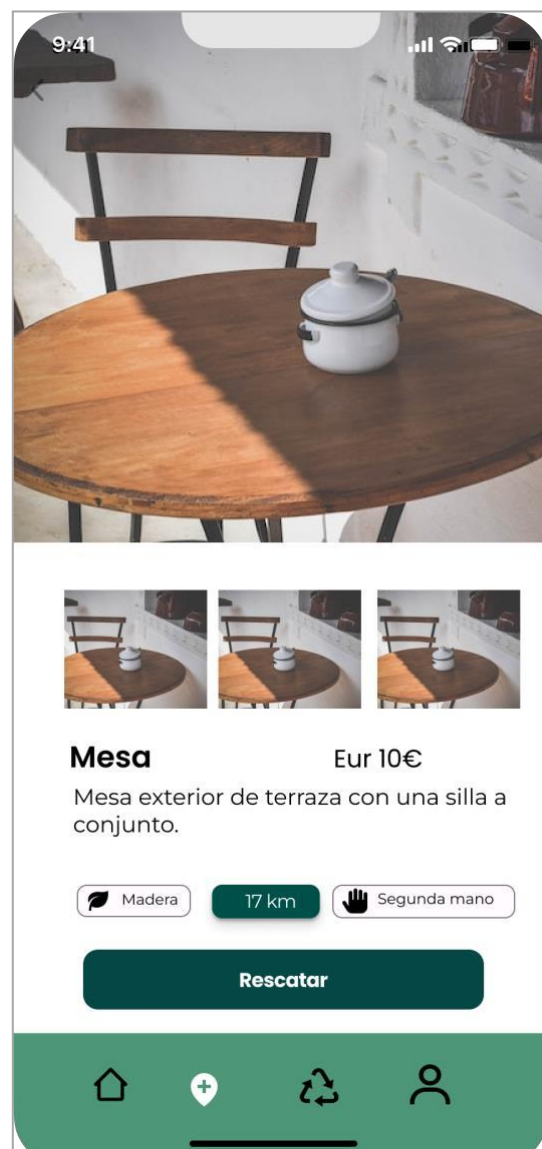 9:41
Mesa
Eur 10€
Mesa exterior de terraza con una silla a
conjunto.
Madera
17 km
Segunda mano
Rescatar